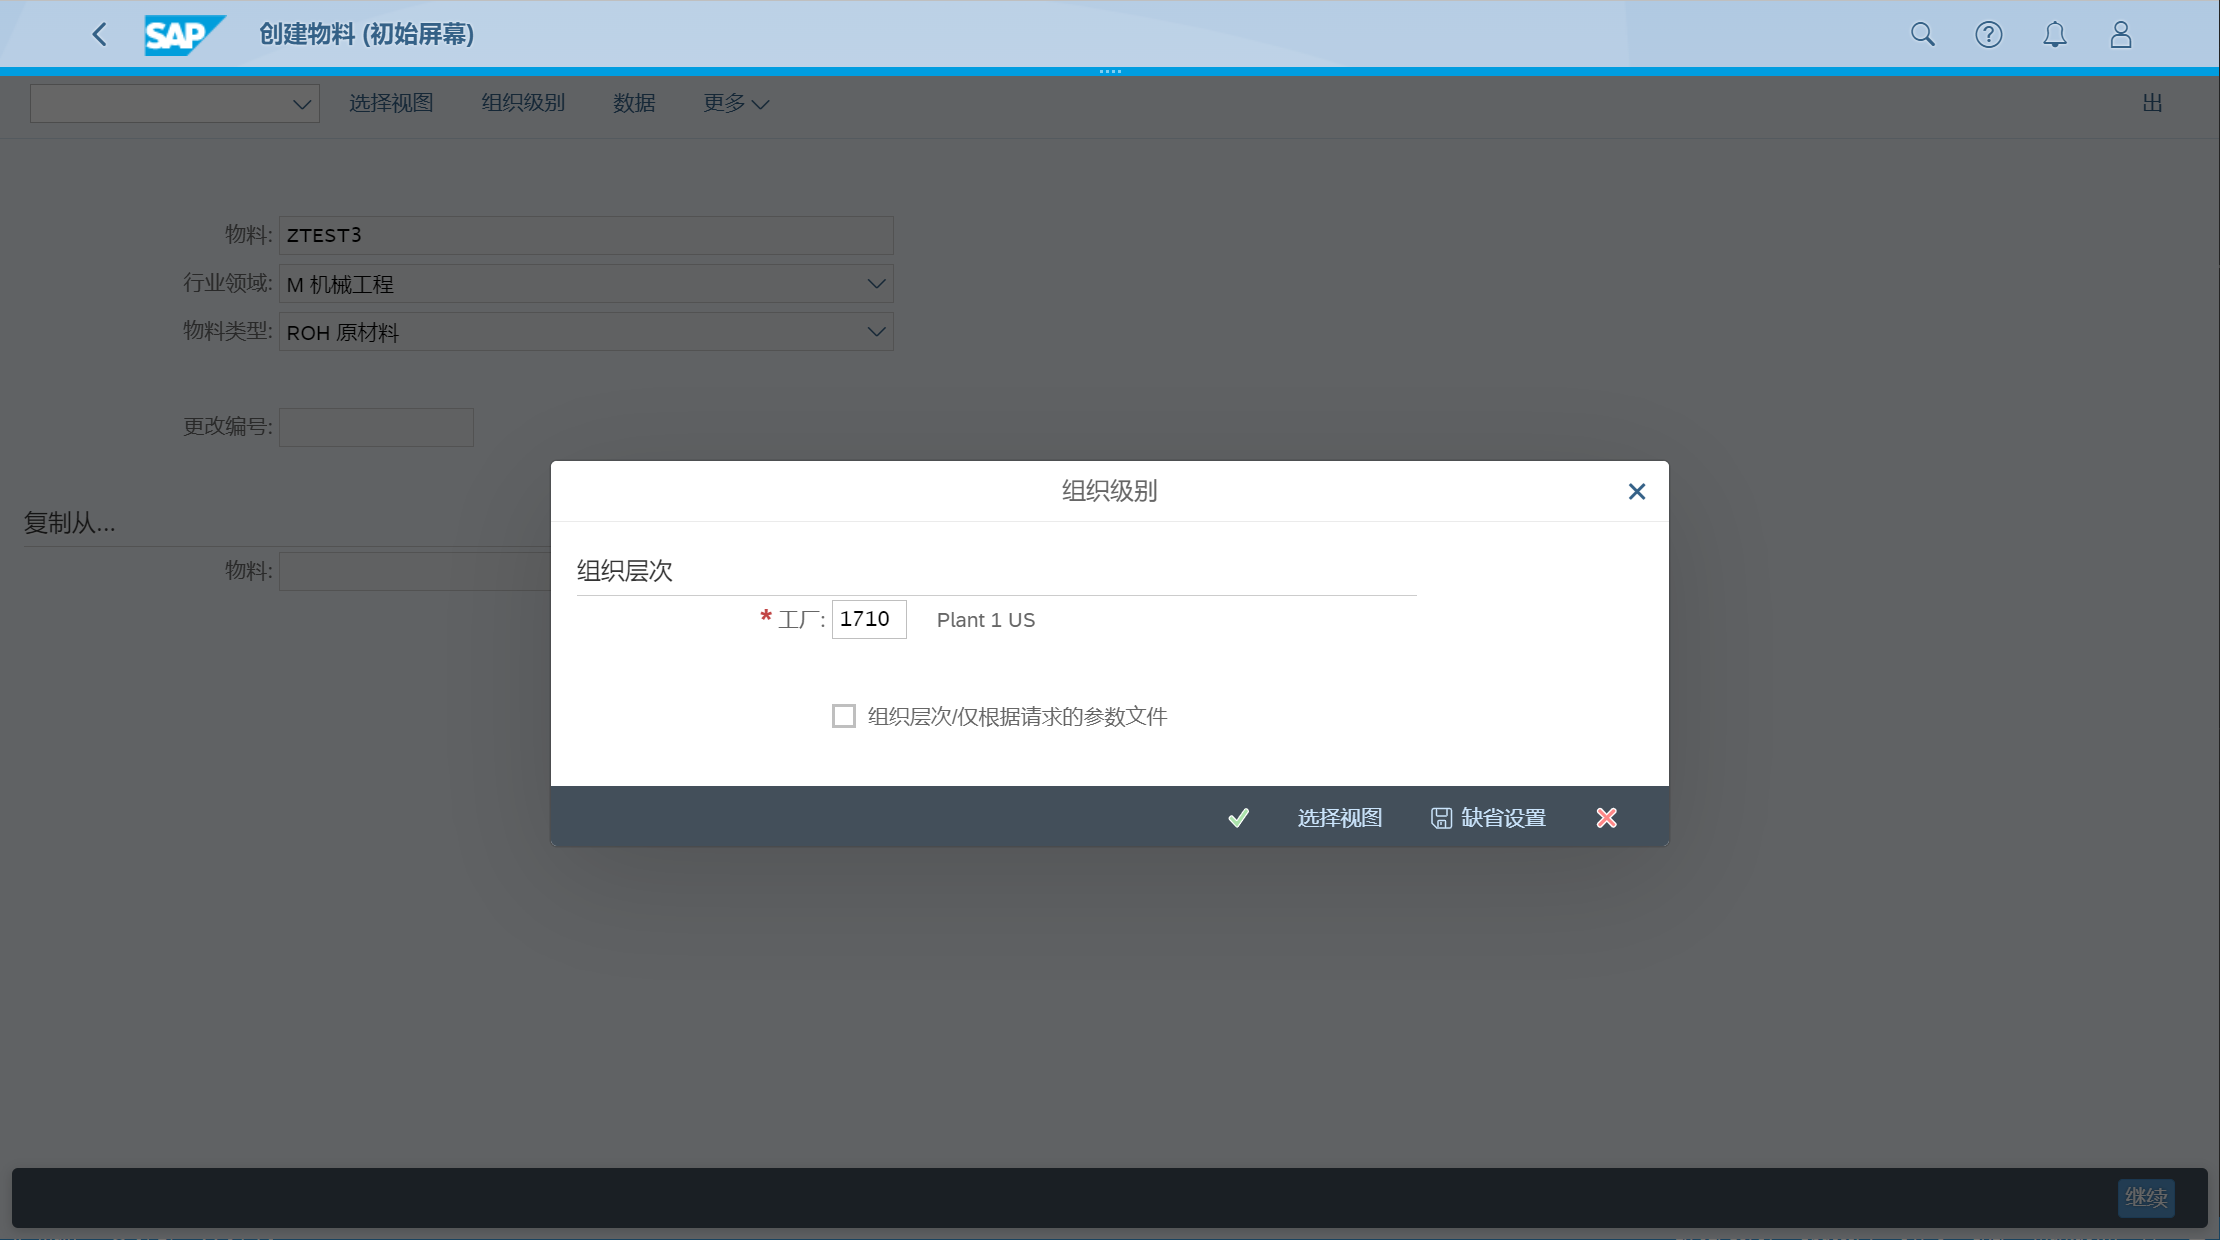 SAP 创建物料 (初始屏幕)
选择视图 组织级别 数据 更多 出
物料: ZTEST3
行业领域: M 机械工程
物料类型: ROH 原材料
更改编号:
复制从...
物料:
组织级别
组织层次
* 工厂: 1710 Plant 1 US
组织层次/仅根据请求的参数文件
选择视图 缺省设置
继续